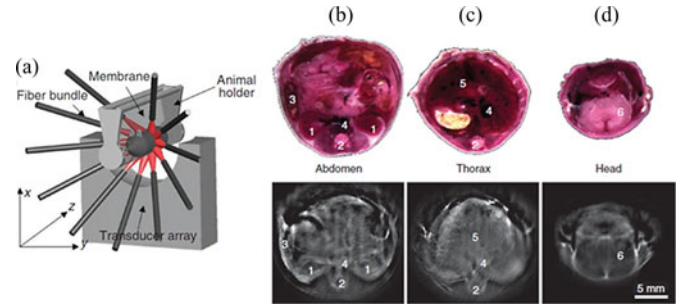 (a)
Membrane
Animal
holder
Fiber bundle
Transducer array
x
z
y
(b)
(c)
(d)
3
1
4
1
2
5
4
2
6
Abdomen
Thorax
Head
3
1
4
1
2
5
4
2
6
5 mm